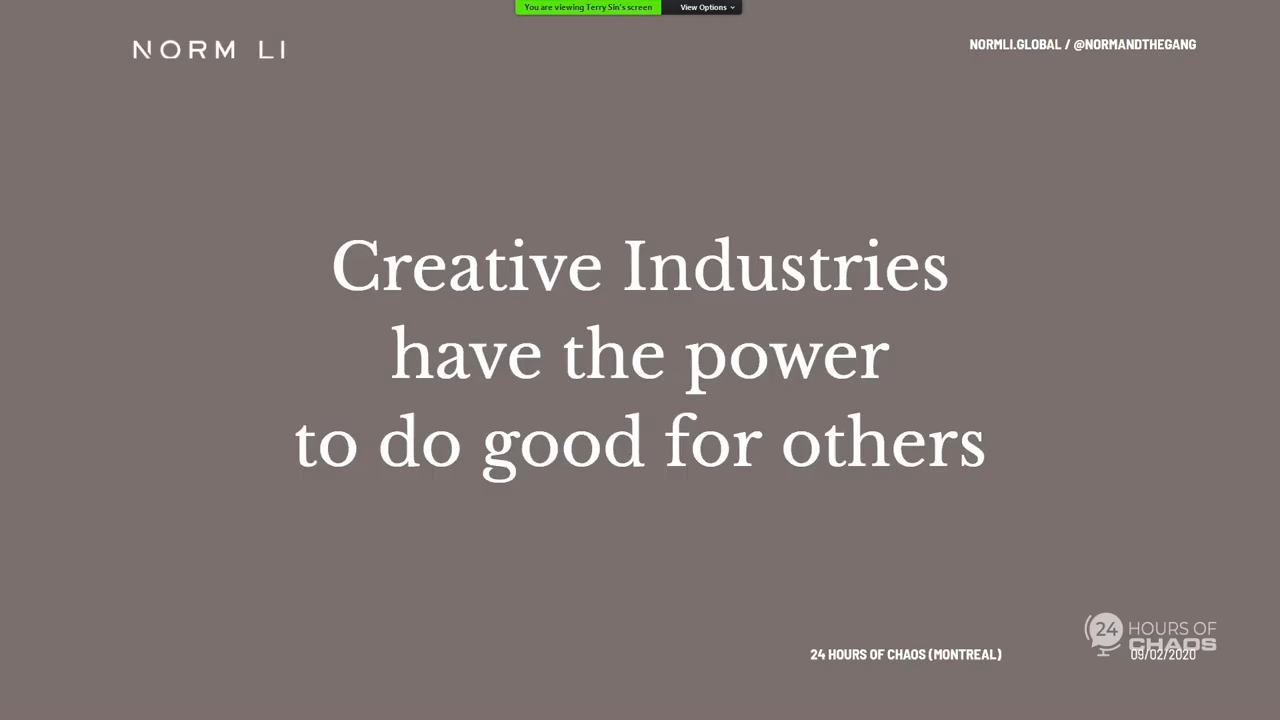 You are viewing Terry Sin's screen View Options
NORM LI
NORMLI.GLOBAL / @NORMANDTHEGANG
Creative Industries
have the power
to do good for others
24 HOURS OF CHAOS (MONTREAL)
24 HOURS OF
CHAOS
09/02/2020